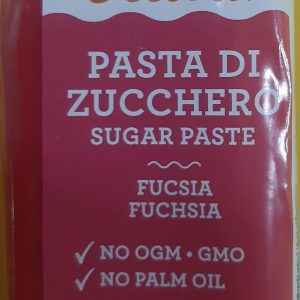 PASTA DI
ZUCCHERO
SUGAR PASTE
FUCSIA
FUCHSIA
✓ NO OGM • GMO
✓ NO PALM OIL